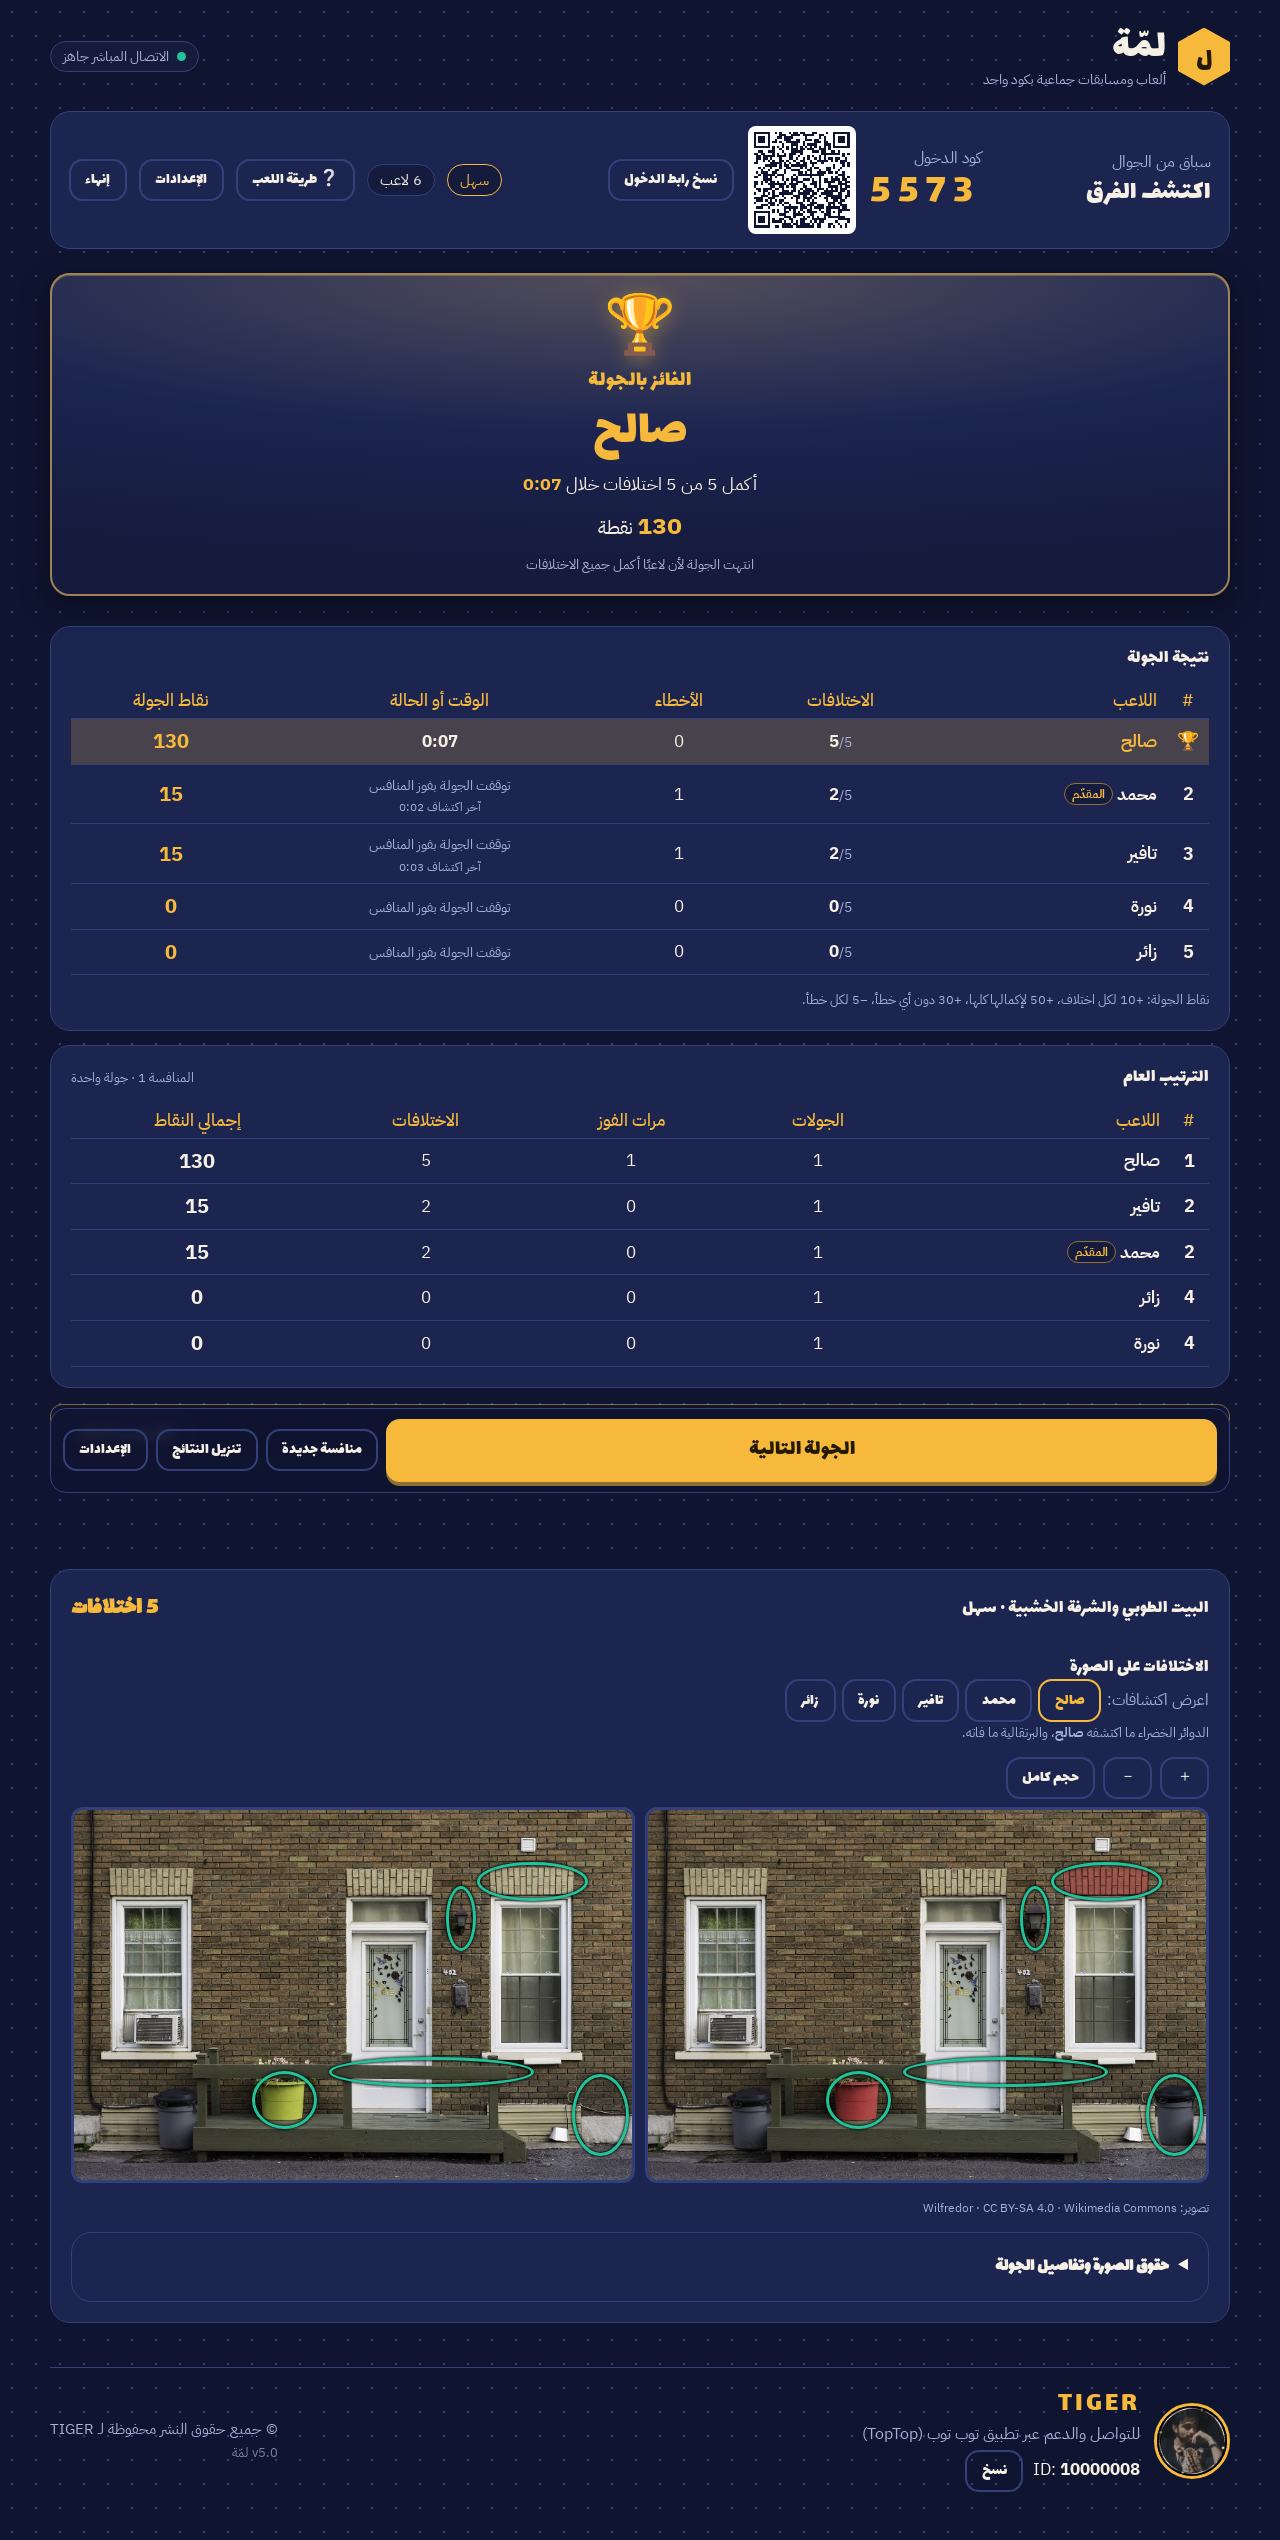 ل
لمّة
ألعاب ومسابقات جماعية بكود واحد
الاتصال المباشر جاهز
سباق من الجوال
اكتشف الفرق
كود الدخول
5573
نسخ رابط الدخول
سهل
6 لاعب
❔ طريقة اللعب
الإعدادات
إنهاء
الفائز بالجولة
صالح
أكمل 5 من 5 اختلافات خلال 0:07
130 نقطة
انتهت الجولة لأن لاعبًا أكمل جميع الاختلافات
نتيجة الجولة
# اللاعب الاختلافات الأخطاء الوقت أو الحالة نقاط الجولة
🏆 صالح 5/5 0 0:07 130
2 محمد المقدّم 2/5 1 توقفت الجولة بفوز المنافس 15
آخر اكتشاف 0:02
3 تافير 2/5 1 توقفت الجولة بفوز المنافس 15
آخر اكتشاف 0:03
4 نورة 0/5 0 توقفت الجولة بفوز المنافس 0
5 زائر 0/5 0 توقفت الجولة بفوز المنافس 0
نقاط الجولة: +10 لكل اختلاف، +50 لإكمالها كلها، +30 دون أي خطأ، −5 لكل خطأ.
الترتيب العام
المنافسة 1 · جولة واحدة
# اللاعب الجولات مرات الفوز الاختلافات إجمالي النقاط
1 صالح 1 1 5 130
2 تافير 1 0 2 15
2 محمد المقدّم 1 0 2 15
4 زائر 1 0 0 0
4 نورة 1 0 0 0
الجولة التالية
منافسة جديدة
تنزيل النتائج
الإعدادات
البيت الطوبي والشرفة الخشبية · سهل
5 اختلافات
الاختلافات على الصورة
اعرض اكتشافات: صالح محمد تافير نورة زائر
الدوائر الخضراء ما اكتشفه صالح، والبرتقالية ما فاته.
+ − حجم كامل
402
402
تصوير: Wilfredor · CC BY-SA 4.0 · Wikimedia Commons
حقوق الصورة وتفاصيل الجولة
TIGER
للتواصل والدعم عبر تطبيق توب توب (TopTop)
ID: 10000008
نسخ
© جميع حقوق النشر محفوظة لـ TIGER
لمّة v5.0